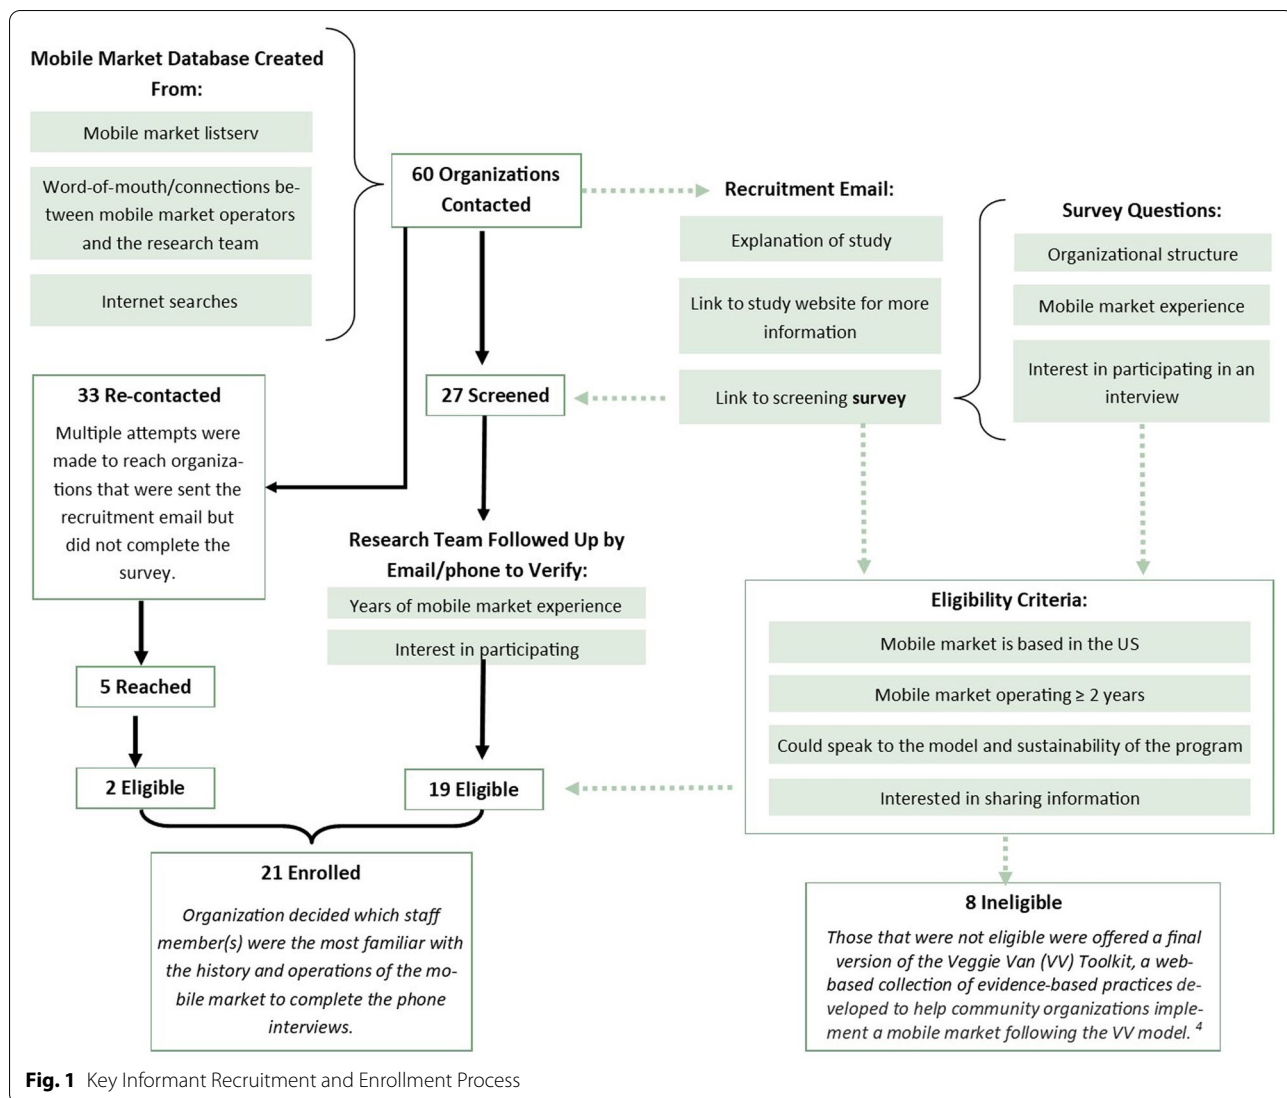 Mobile Market Database Created
From:
Mobile market listserv
Word-of-mouth/connections be-
tween mobile market operators
and the research team
Internet searches
60 Organizations
Contacted
Recruitment Email:
Explanation of study
Link to study website for more
information
Link to screening survey
Survey Questions:
Organizational structure
Mobile market experience
Interest in participating in an
interview
33 Re-contacted
Multiple attempts were
made to reach organiza-
tions that were sent the
recruitment email but
did not complete the
survey.
27 Screened
Research Team Followed Up by
Email/phone to Verify:
Years of mobile market experience
Interest in participating
Eligibility Criteria:
Mobile market is based in the US
Mobile market operating ≥ 2 years
Could speak to the model and sustainability of the program
Interested in sharing information
5 Reached
2 Eligible
19 Eligible
21 Enrolled
Organization decided which staff
member(s) were the most familiar with
the history and operations of the mo-
bile market to complete the phone
interviews.
8 Ineligible
Those that were not eligible were offered a final
version of the Veggie Van (VV) Toolkit, a web-
based collection of evidence-based practices de-
veloped to help community organizations imple-
ment a mobile market following the VV model. 4
Fig. 1 Key Informant Recruitment and Enrollment Process